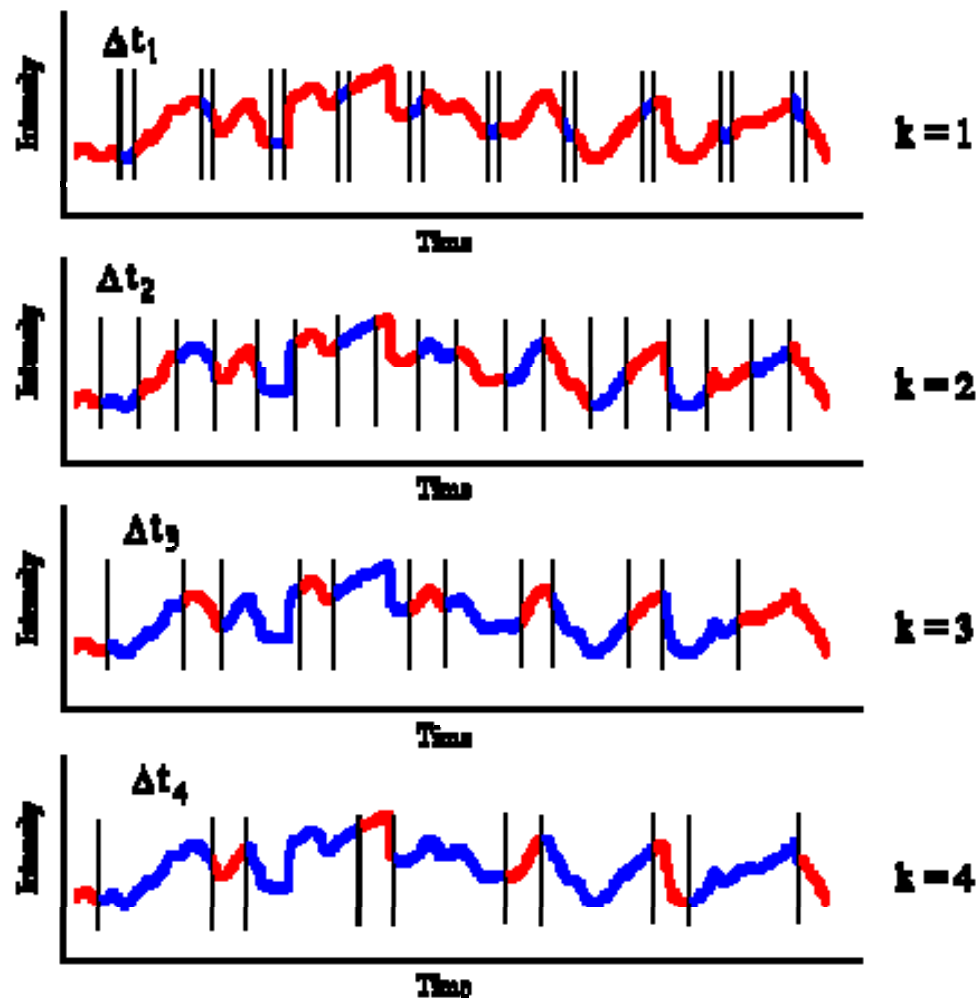 Δt1
Intensity
k = 1
Time
Δt2
Intensity
k = 2
Time
Δt3
Intensity
k = 3
Time
Δt4
Intensity
k = 4
Time